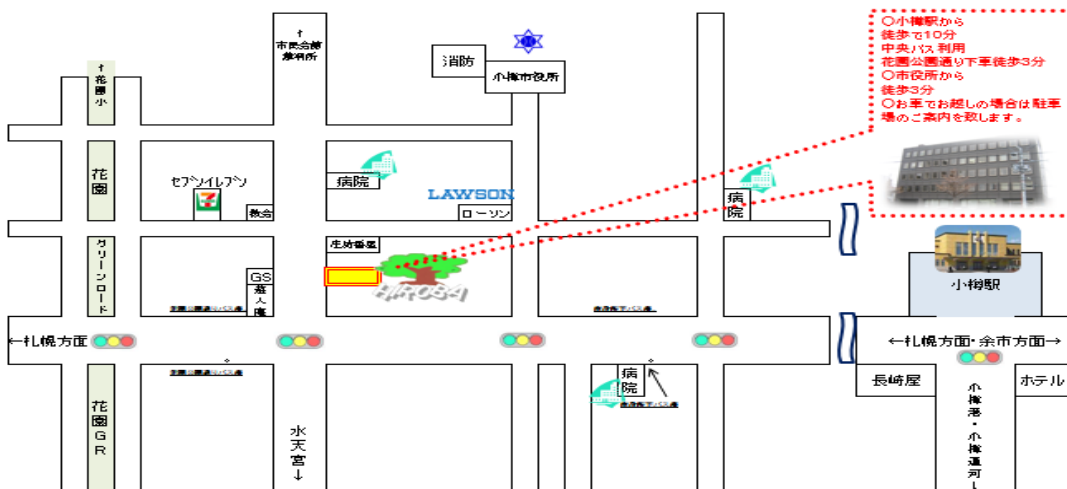 ○小樽駅から
徒歩で10分
中央バス利用
花園公園通り下車徒歩3分
○市役所から
徒歩3分
○お車でお越しの場合は駐車
場のご案内を致します。
↑市民会館
裁判所
消防
小樽市役所
↑花園小
花園
セブンイレブン
7
病院
LAWSON
ローソン
病院
教会
グリーンロード
GS
HIROBA
小樽駅
←札幌方面
←札幌方面・余市方面→
病院
長崎屋
ホテル
花園GR
水天宮↓
小樽港・小樽運河↓